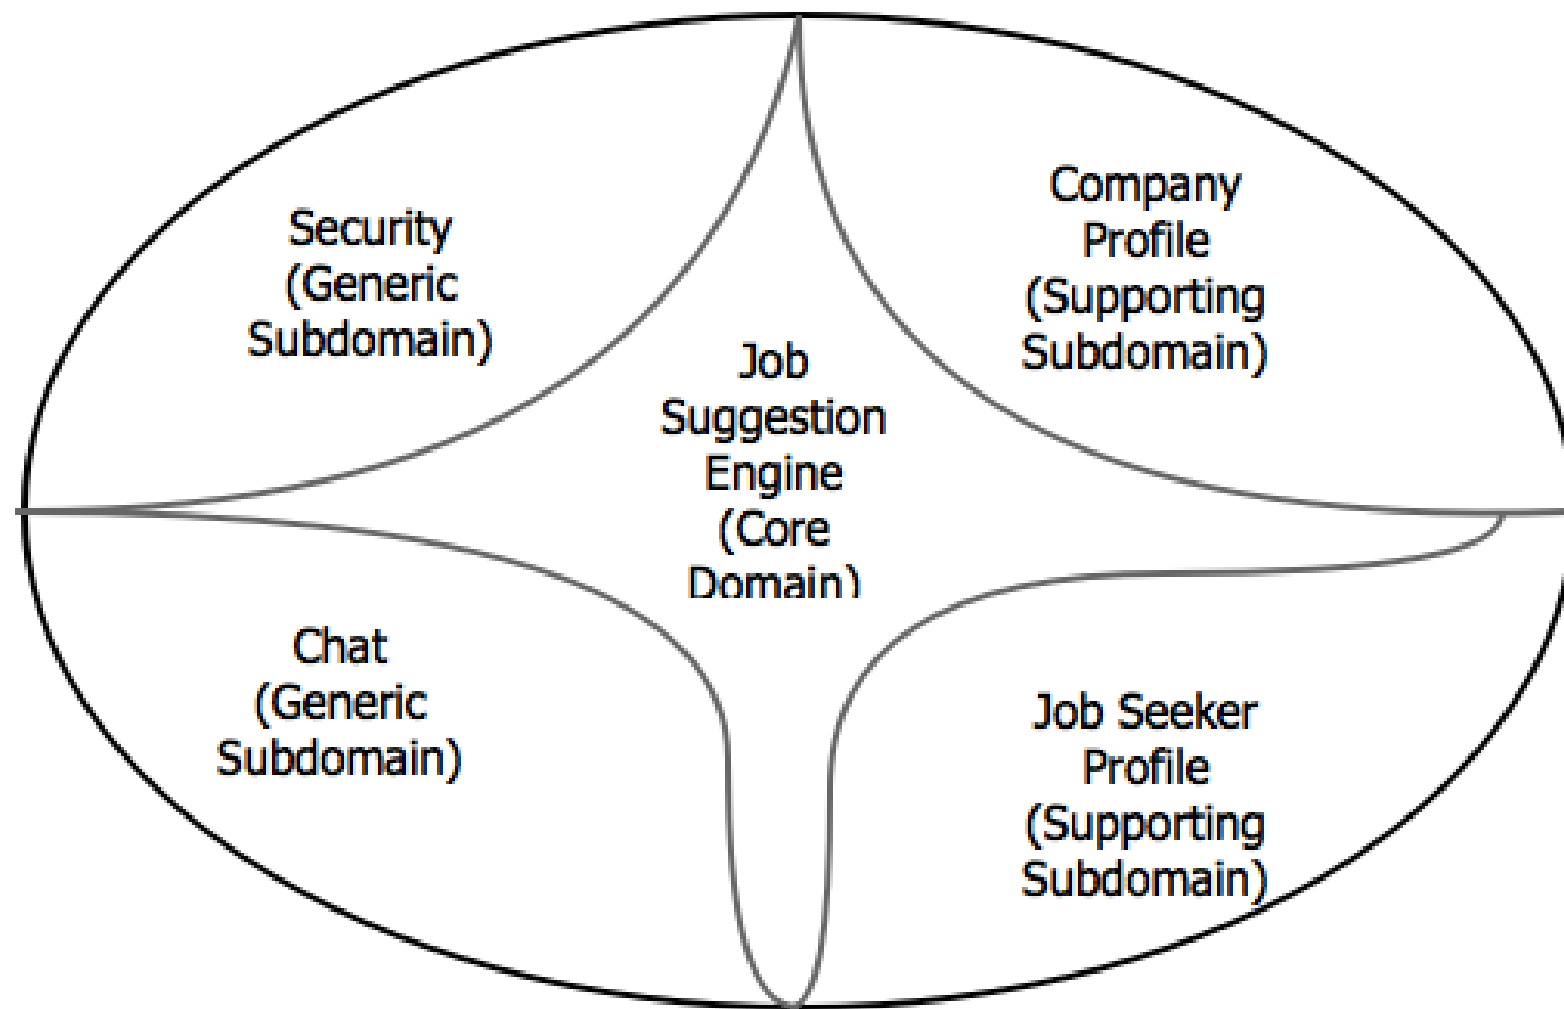 Security
(Generic
Subdomain)
Company
Profile
(Supporting
Subdomain)
Job
Suggestion
Engine
(Core
Domain)
Chat
(Generic
Subdomain)
Job Seeker
Profile
(Supporting
Subdomain)